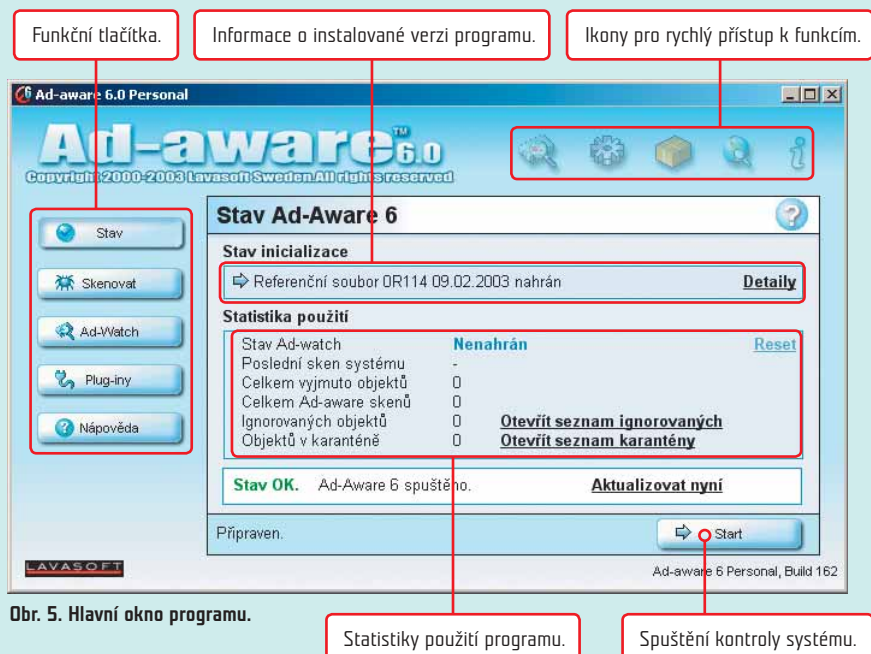 Funkční tlačítka.
Informace o instalované verzi programu.
Ikony pro rychlý přístup k funkcím.
Ad-aware 6.0 Personal
Ad-aware™ 6.0
Copyright 2000-2003 Lavasoft Sweden. All rights reserved.
Stav
Skenovat
Ad-Watch
Plug-iny
Nápověda
Stav Ad-Aware 6
Stav inicializace
Referenční soubor 0R114 09.02.2003 nahrán Detaily
Statistika použití
Stav Ad-watch Nenahrán Reset
Poslední sken systému -
Celkem vyjmuto objektů 0
Celkem Ad-aware skenů 0
Ignorovaných objektů 0 Otevřít seznam ignorovaných
Objektů v karanténě 0 Otevřít seznam karantény
Stav OK. Ad-Aware 6 spuštěno. Aktualizovat nyní
Připraven.
Start
LAVASOFT
Ad-aware 6 Personal, Build 162
Obr. 5. Hlavní okno programu.
Statistiky použití programu.
Spuštění kontroly systému.